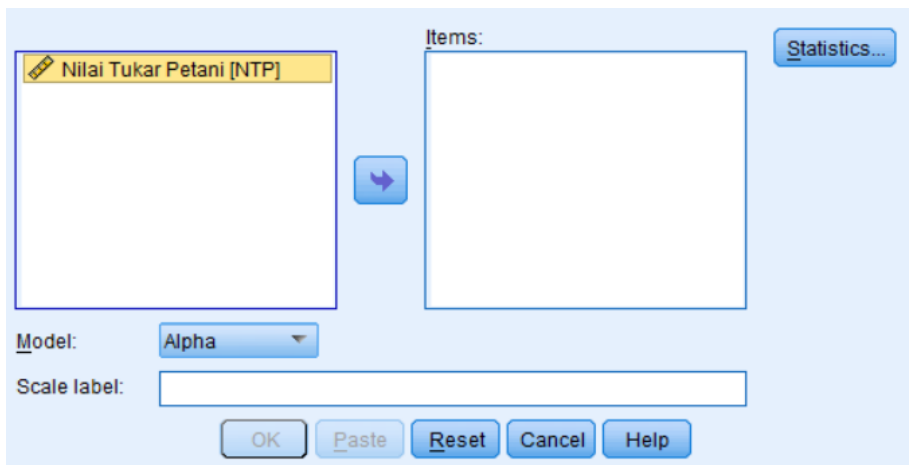 Items:
Statistics...
Nilai Tukar Petani [NTP]
Model:
Alpha
Scale label:
OK
Paste
Reset
Cancel
Help